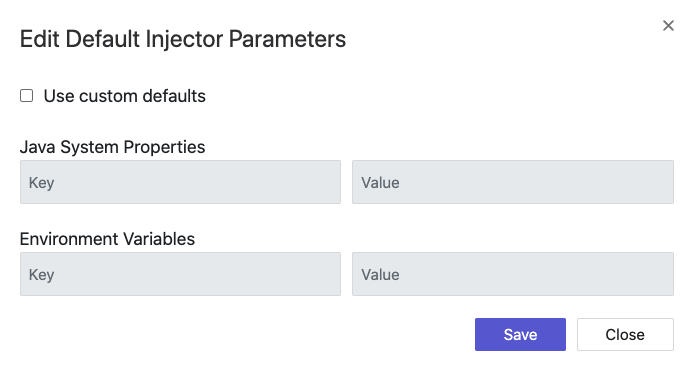 Edit Default Injector Parameters
Use custom defaults
Java System Properties
Key Value
Environment Variables
Key Value
Save Close